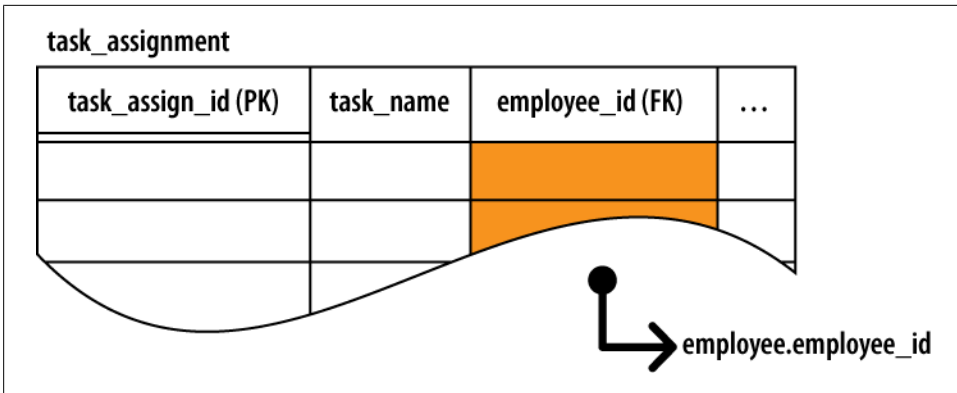 task_assignment
task_assign_id (PK) task_name employee_id (FK) ...
employee.employee_id